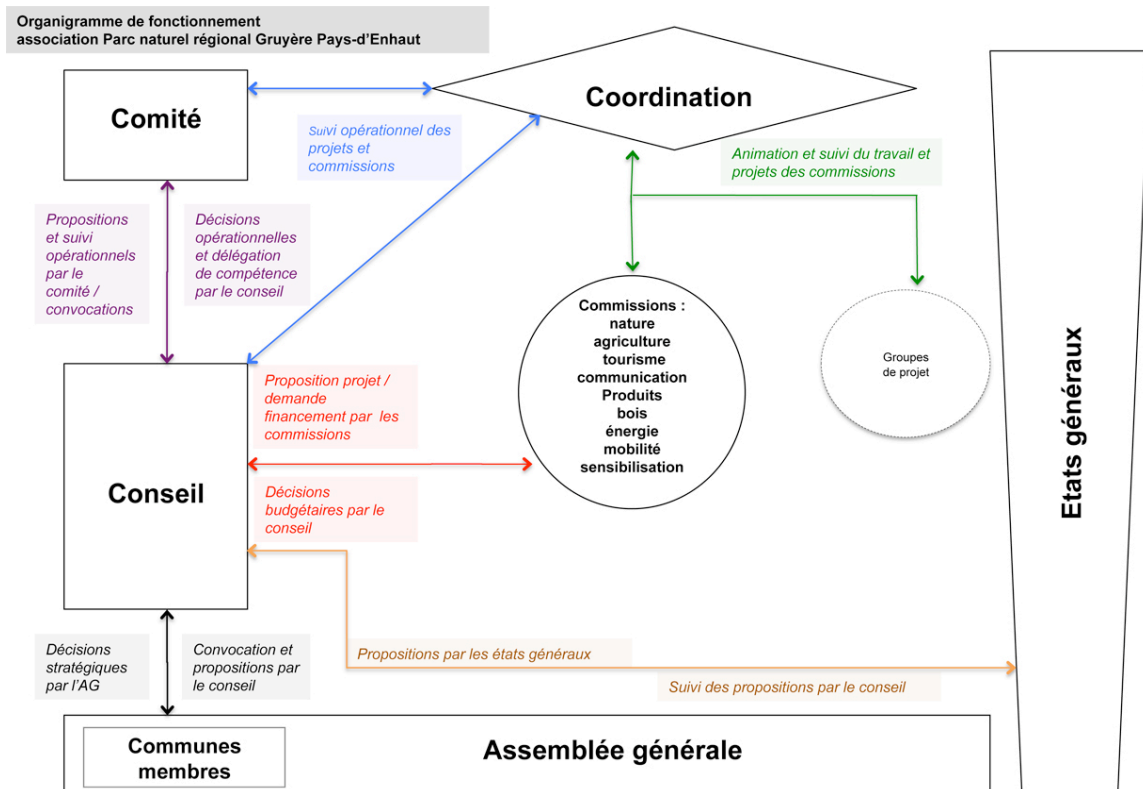 Organigramme de fonctionnement
association Parc naturel régional Gruyère Pays-d'Enhaut
Comité
Coordination
Suivi opérationnel des
projets et
commissions
Animation et suivi du travail et
projets des commissions
Propositions
et suivi
opérationnels
par le
comité /
convocations
Décisions
opérationnelles
et délégation
de compétence
par le conseil
Commissions :
nature
agriculture
tourisme
communication
Produits
bois
énergie
mobilité
sensibilisation
Groupes
de projet
Etats généraux
Proposition projet /
demande
financement par les
commissions
Conseil
Décisions
budgétaires par le
conseil
Décisions
stratégiques
par l'AG
Convocation et
propositions par
le conseil
Propositions par les états généraux
Suivi des propositions par le conseil
Communes
membres
Assemblée générale